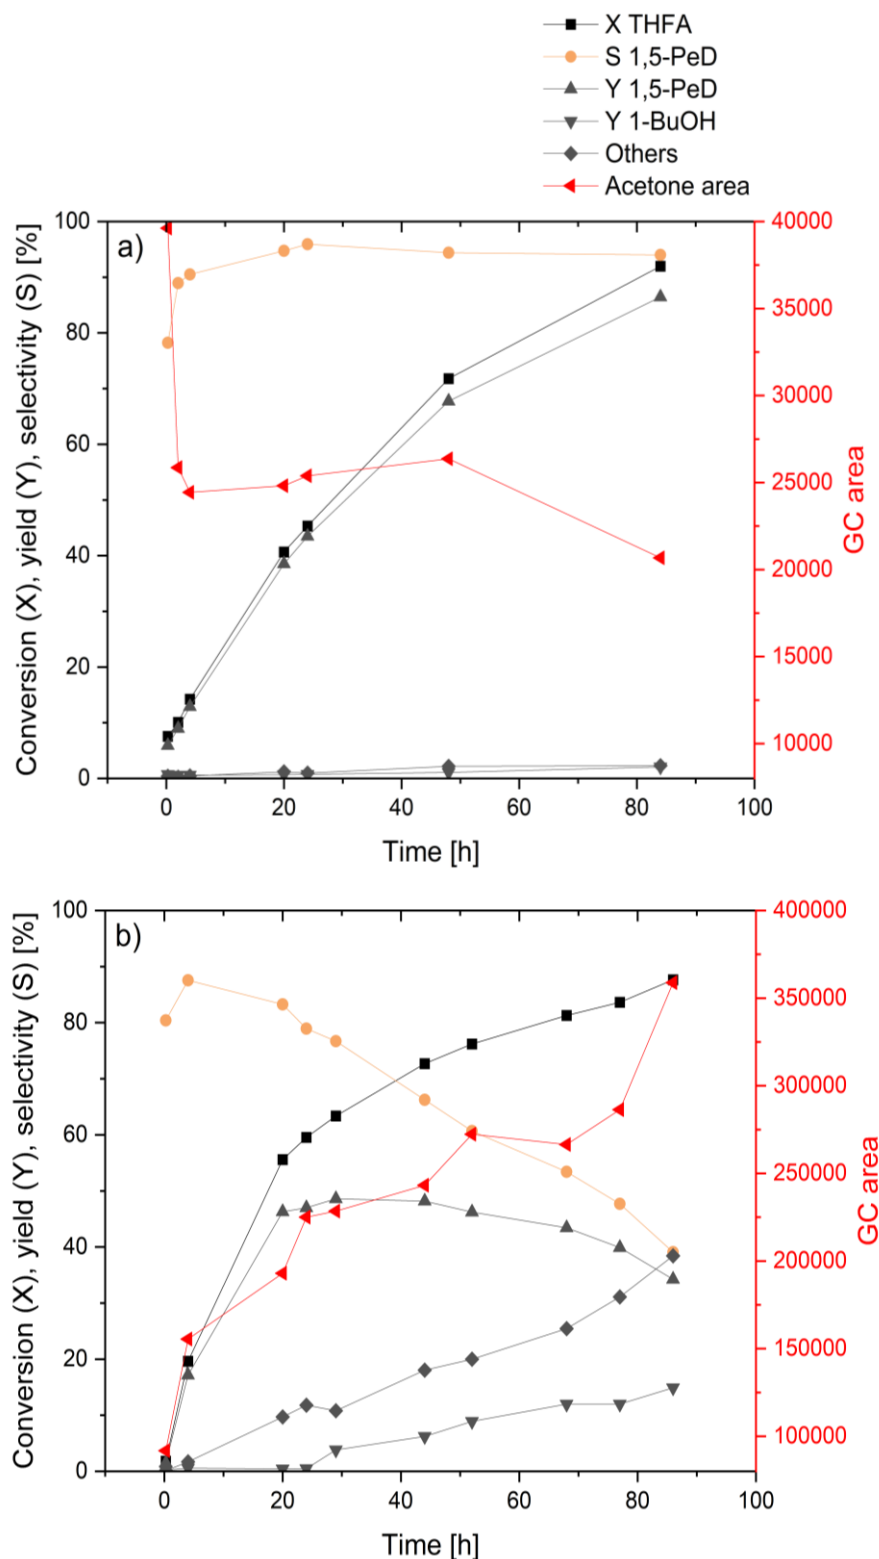 X THFA
S 1,5-PeD
Y 1,5-PeD
Y 1-BuOH
Others
Acetone area
a)
Conversion (X), yield (Y), selectivity (S) [%]
100
80
60
40
20
0
0
20
40
60
80
100
Time [h]
40000
35000
30000
25000
20000
15000
10000
GC area
b)
Conversion (X), yield (Y), selectivity (S) [%]
100
80
60
40
20
0
0
20
40
60
80
100
Time [h]
400000
350000
300000
250000
200000
150000
100000
GC area